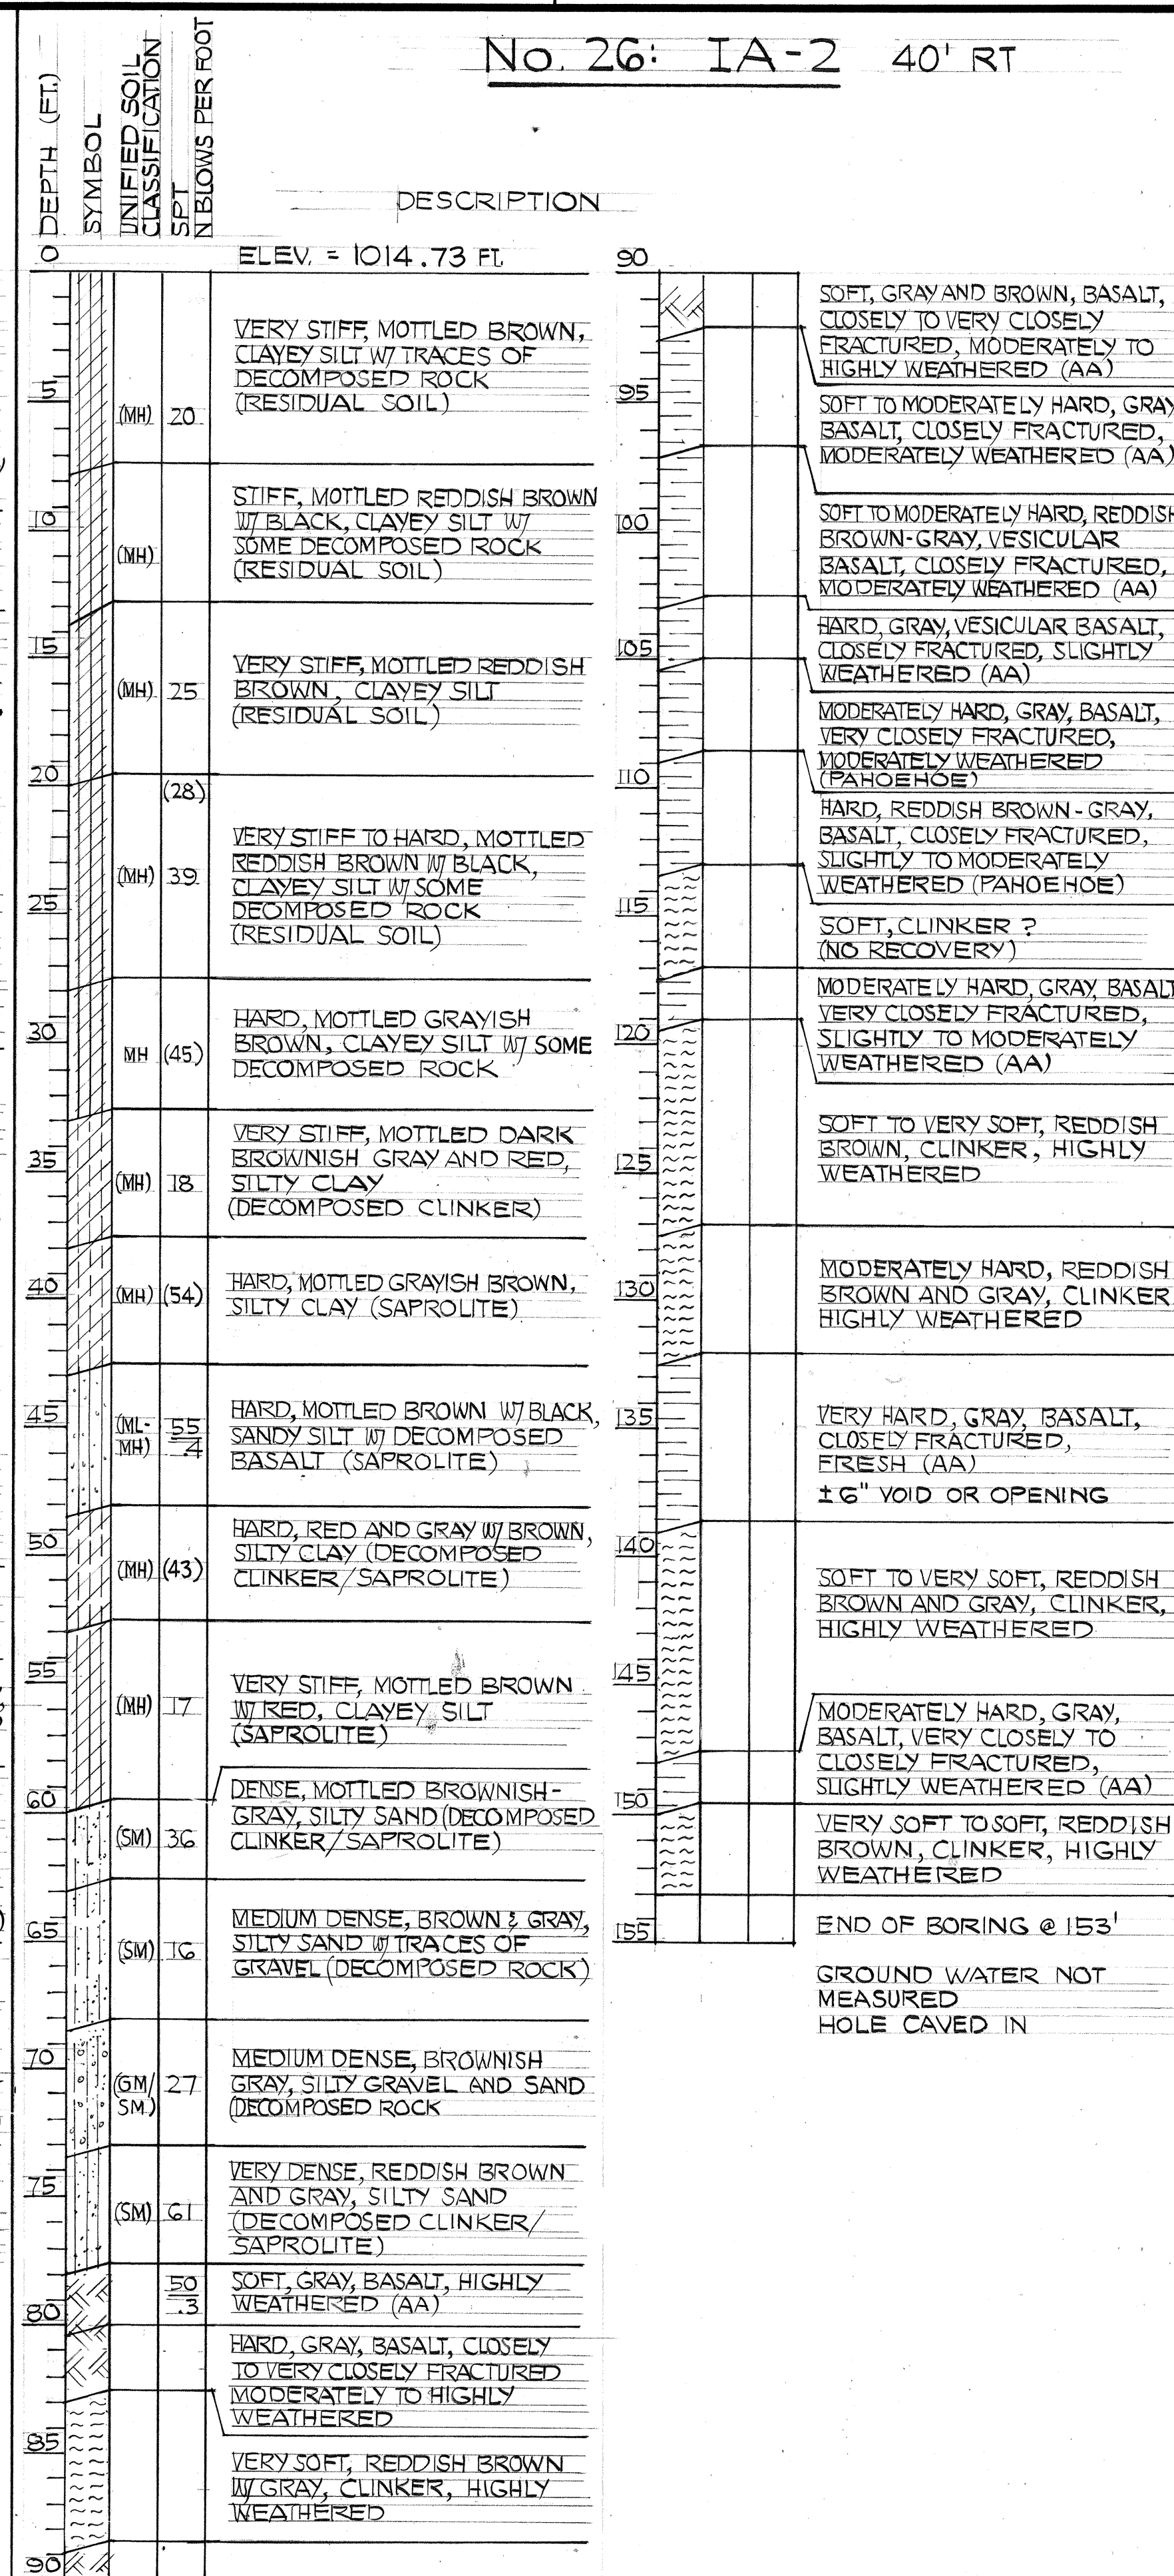 No. 26: IA-2 40' RT
DEPTH (FT.)
SYMBOL
UNIFIED SOIL
CLASSIFICATION
SPT
N BLOWS PER FOOT
DESCRIPTION
0
ELEV. = 1014.73 FT.
VERY STIFF, MOTTLED BROWN,
CLAYEY SILT W/ TRACES OF
DECOMPOSED ROCK
(RESIDUAL SOIL)
5
(MH) 20
STIFF, MOTTLED REDDISH BROWN
W/ BLACK, CLAYEY SILT W/
SOME DECOMPOSED ROCK
(RESIDUAL SOIL)
10
(MH)
15
VERY STIFF, MOTTLED REDDISH
BROWN, CLAYEY SILT
(RESIDUAL SOIL)
(MH) 25
20
(28)
VERY STIFF TO HARD, MOTTLED
REDDISH BROWN W/ BLACK,
CLAYEY SILT W/ SOME
DECOMPOSED ROCK
(RESIDUAL SOIL)
(MH) 39
25
30
HARD, MOTTLED GRAYISH
BROWN, CLAYEY SILT W/ SOME
DECOMPOSED ROCK
MH (45)
VERY STIFF, MOTTLED DARK
BROWNISH GRAY AND RED,
SILTY CLAY
(DECOMPOSED CLINKER)
35
(MH) 18
40
HARD, MOTTLED GRAYISH BROWN,
SILTY CLAY (SAPROLITE)
(MH) (54)
45
HARD, MOTTLED BROWN W/ BLACK,
SANDY SILT W/ DECOMPOSED
BASALT (SAPROLITE)
(ML-
MH)
55
.4
50
HARD, RED AND GRAY W/ BROWN,
SILTY CLAY (DECOMPOSED
CLINKER/SAPROLITE)
(MH) (43)
55
VERY STIFF, MOTTLED BROWN
W/ RED, CLAYEY SILT
(SAPROLITE)
(MH) 17
60
DENSE, MOTTLED BROWNISH-
GRAY, SILTY SAND (DECOMPOSED
CLINKER/SAPROLITE)
(SM) 36
65
MEDIUM DENSE, BROWN & GRAY,
SILTY SAND W/ TRACES OF
GRAVEL (DECOMPOSED ROCK)
(SM) 16
70
MEDIUM DENSE, BROWNISH
GRAY, SILTY GRAVEL AND SAND
(DECOMPOSED ROCK
(GM/
SM)
27
75
VERY DENSE, REDDISH BROWN
AND GRAY, SILTY SAND
(DECOMPOSED CLINKER/
SAPROLITE)
(SM) 61
50
.3
SOFT, GRAY, BASALT, HIGHLY
WEATHERED (AA)
80
HARD, GRAY, BASALT, CLOSELY
TO VERY CLOSELY FRACTURED
MODERATELY TO HIGHLY
WEATHERED
85
VERY SOFT, REDDISH BROWN
W/ GRAY, CLINKER, HIGHLY
WEATHERED
90
90
SOFT, GRAY AND BROWN, BASALT,
CLOSELY TO VERY CLOSELY
FRACTURED, MODERATELY TO
HIGHLY WEATHERED (AA)
95
SOFT TO MODERATELY HARD, GRAY
BASALT, CLOSELY FRACTURED,
MODERATELY WEATHERED (AA)
100
SOFT TO MODERATELY HARD, REDDISH
BROWN-GRAY, VESICULAR
BASALT, CLOSELY FRACTURED,
MODERATELY WEATHERED (AA)
105
HARD, GRAY, VESICULAR BASALT,
CLOSELY FRACTURED, SLIGHTLY
WEATHERED (AA)
MODERATELY HARD, GRAY, BASALT,
VERY CLOSELY FRACTURED,
MODERATELY WEATHERED
(PAHOEHOE)
110
HARD, REDDISH BROWN-GRAY,
BASALT, CLOSELY FRACTURED,
SLIGHTLY TO MODERATELY
WEATHERED (PAHOEHOE)
115
SOFT, CLINKER ?
(NO RECOVERY)
MODERATELY HARD, GRAY, BASALT
VERY CLOSELY FRACTURED,
SLIGHTLY TO MODERATELY
WEATHERED (AA)
120
SOFT TO VERY SOFT, REDDISH
BROWN, CLINKER, HIGHLY
WEATHERED
125
MODERATELY HARD, REDDISH
BROWN AND GRAY, CLINKER
HIGHLY WEATHERED
130
135
VERY HARD, GRAY, BASALT,
CLOSELY FRACTURED,
FRESH (AA)
±6" VOID OR OPENING
140
SOFT TO VERY SOFT, REDDISH
BROWN AND GRAY, CLINKER,
HIGHLY WEATHERED
145
MODERATELY HARD, GRAY,
BASALT, VERY CLOSELY TO
CLOSELY FRACTURED,
SLIGHTLY WEATHERED (AA)
150
VERY SOFT TO SOFT, REDDISH
BROWN, CLINKER, HIGHLY
WEATHERED
155
END OF BORING @ 153'
GROUND WATER NOT
MEASURED
HOLE CAVED IN